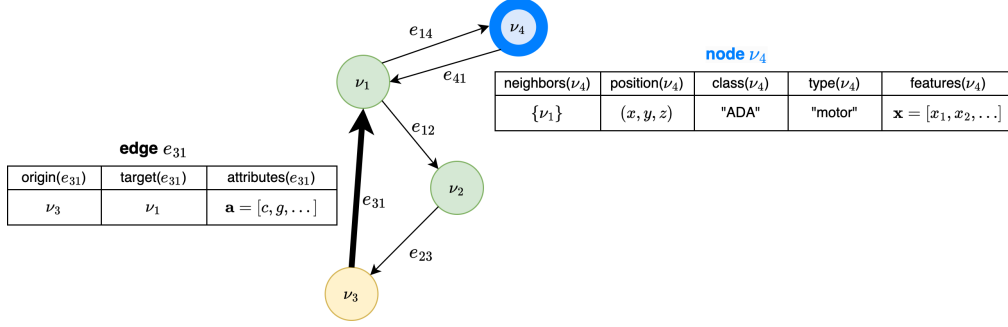 ν₄
e₁₄
e₄₁
ν₁
node ν₄
neighbors(ν₄) position(ν₄) class(ν₄) type(ν₄) features(ν₄)
{ν₁} (x, y, z) "ADA" "motor" 𝐱 = [x₁, x₂, …]
e₁₂
edge e₃₁
origin(e₃₁) target(e₃₁) attributes(e₃₁)
ν₃ ν₁ 𝐚 = [c, g, …]
ν₂
e₃₁
e₂₃
ν₃